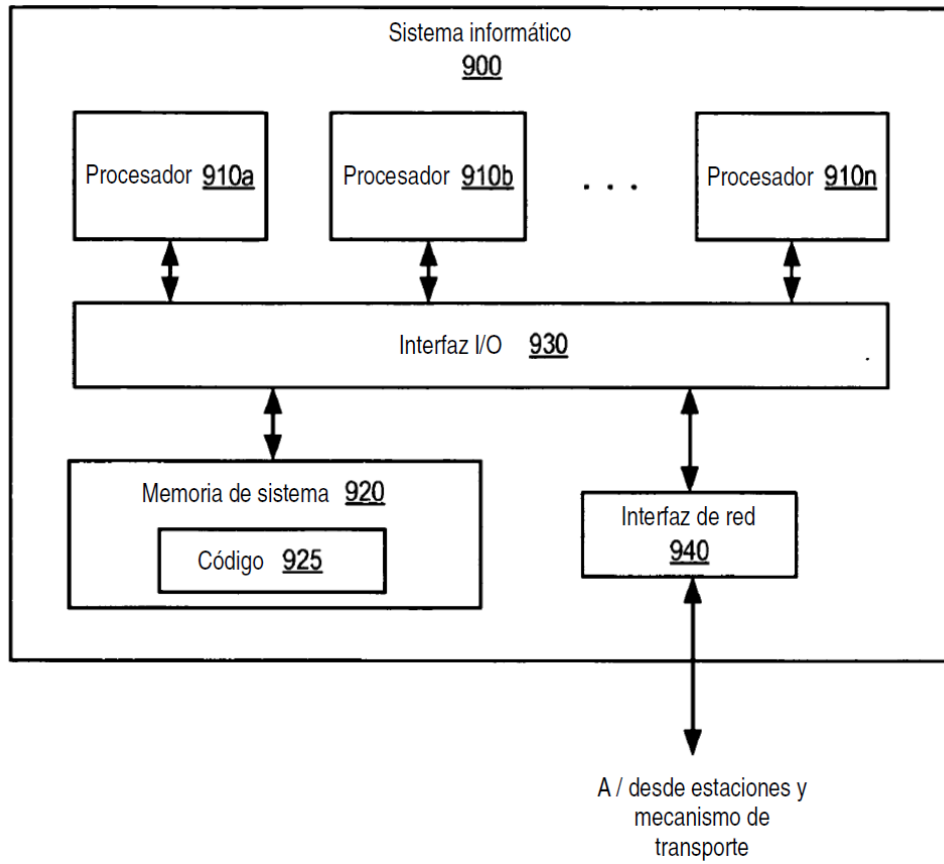 Sistema informático
900
Procesador 910a
Procesador 910b
. . .
Procesador 910n
Interfaz I/O 930
Memoria de sistema 920
Código 925
Interfaz de red
940
A / desde estaciones y
mecanismo de
transporte